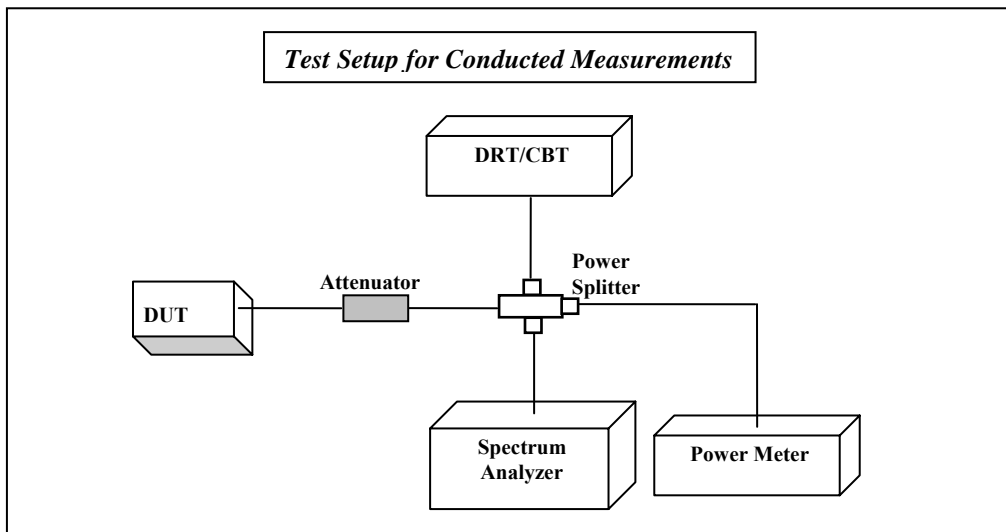 Test Setup for Conducted Measurements
DRT/CBT
Attenuator
Power
Splitter
DUT
Spectrum
Analyzer
Power Meter